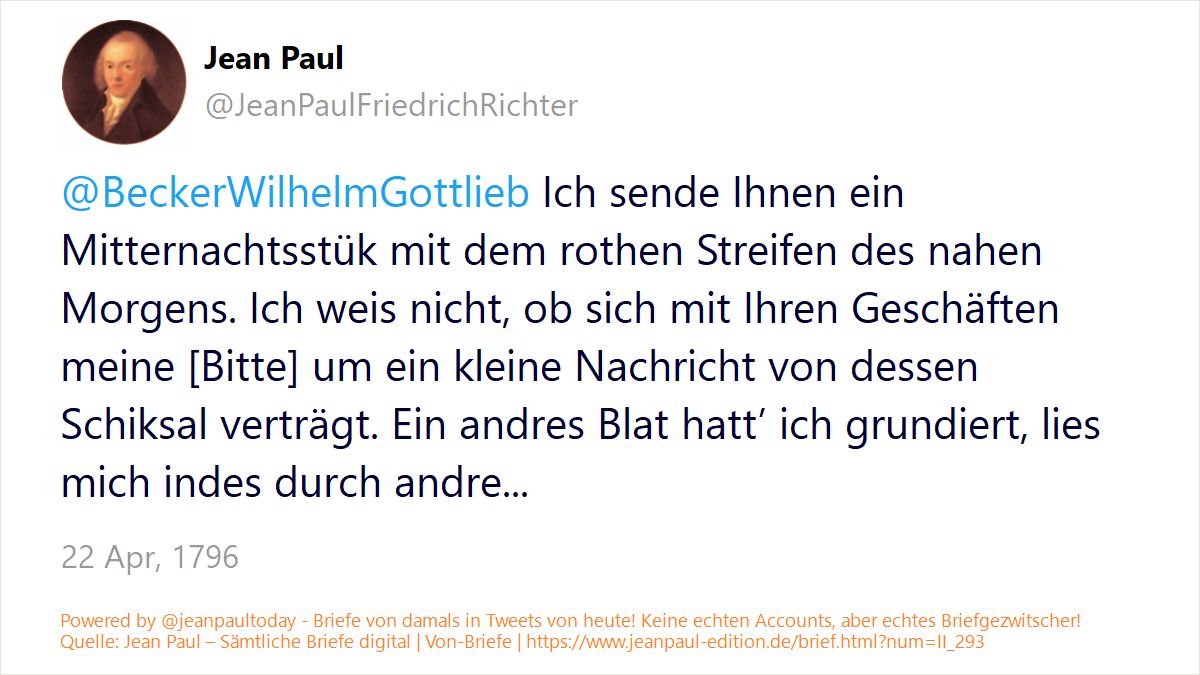 Jean Paul
@JeanPaulFriedrichRichter
@BeckerWilhelmGottlieb Ich sende Ihnen ein
Mitternachtsstük mit dem rothen Streifen des nahen
Morgens. Ich weis nicht, ob sich mit Ihren Geschäften
meine [Bitte] um ein kleine Nachricht von dessen
Schiksal verträgt. Ein andres Blat hatt’ ich grundiert, lies
mich indes durch andre...
22 Apr, 1796
Powered by @jeanpaultoday - Briefe von damals in Tweets von heute! Keine echten Accounts, aber echtes Briefgezwitscher!
Quelle: Jean Paul – Sämtliche Briefe digital | Von-Briefe | https://www.jeanpaul-edition.de/brief.html?num=II_293